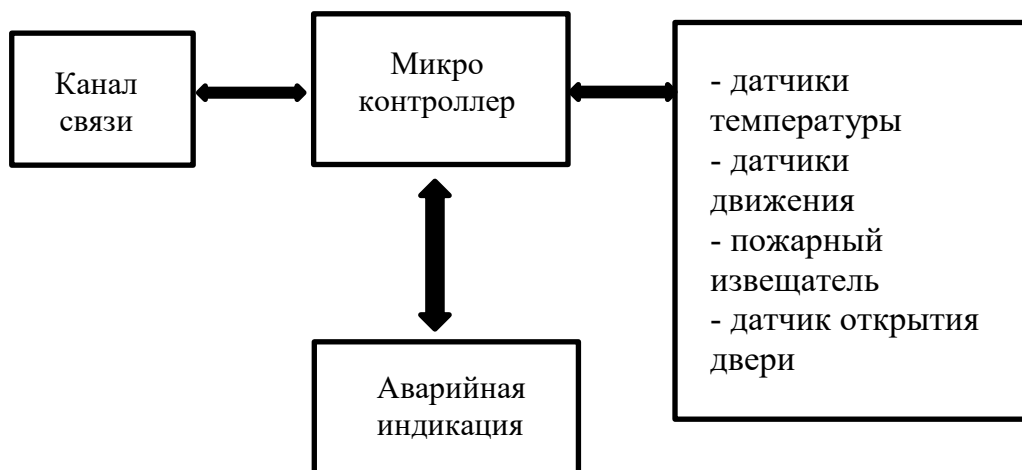 Канал
связи
Микро
контроллер
- датчики
температуры
- датчики
движения
- пожарный
извещатель
- датчик открытия
двери
Аварийная
индикация